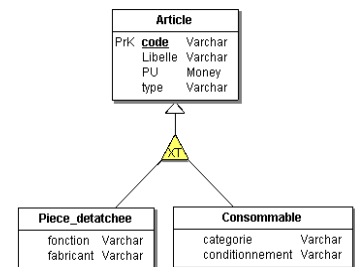 Article
PrK code Varchar
Libelle Varchar
PU Money
type Varchar
XT
Piece_detatchee
fonction Varchar
fabricant Varchar
Consommable
categorie Varchar
conditionnement Varchar